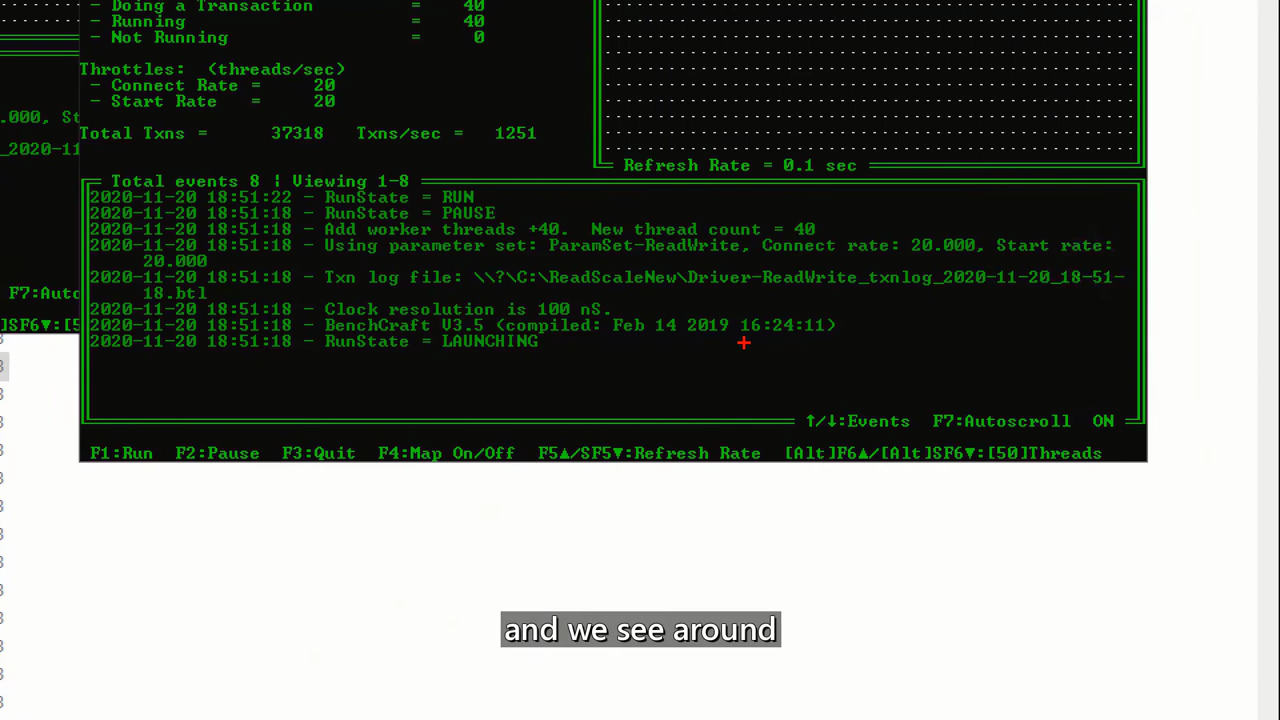 - Doing a Transaction = 40
- Running = 40
- Not Running = 0
Throttles: (threads/sec)
- Connect Rate = 20
- Start Rate = 20
.000, St
_2020-11
Total Txns = 37318 Txns/sec = 1251
Refresh Rate = 0.1 sec
Total events 8 ¦ Viewing 1-8
2020-11-20 18:51:22 - RunState = RUN
2020-11-20 18:51:18 - RunState = PAUSE
2020-11-20 18:51:18 - Add worker threads +40. New thread count = 40
2020-11-20 18:51:18 - Using parameter set: ParamSet-ReadWrite, Connect rate: 20.000, Start rate:
20.000
2020-11-20 18:51:18 - Txn log file: \\?\C:\ReadScaleNew\Driver-ReadWrite_txnlog_2020-11-20_18-51-
18.btl
2020-11-20 18:51:18 - Clock resolution is 100 nS.
2020-11-20 18:51:18 - BenchCraft V3.5 (compiled: Feb 14 2019 16:24:11)
2020-11-20 18:51:18 - RunState = LAUNCHING
F7:Auto
]SF6▼:[5
↑/↓:Events F7:Autoscroll ON
F1:Run F2:Pause F3:Quit F4:Map On/Off F5▲/SF5▼:Refresh Rate [Alt]F6▲/[Alt]SF6▼:[50]Threads
and we see around